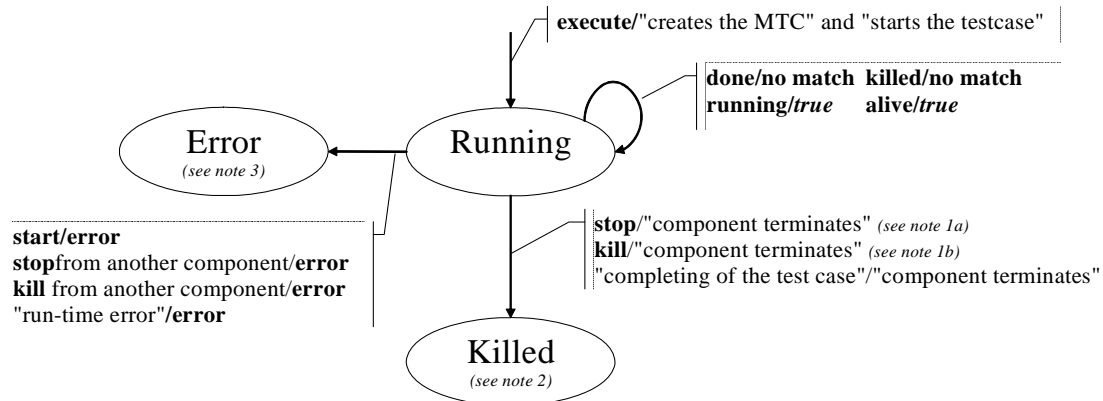 execute/"creates the MTC" and "starts the testcase"
done/no match killed/no match
running/true alive/true
Error
(see note 3)
Running
start/error
stopfrom another component/error
kill from another component/error
"run-time error"/error
stop/"component terminates" (see note 1a)
kill/"component terminates" (see note 1b)
"completing of the test case"/"component terminates"
Killed
(see note 2)